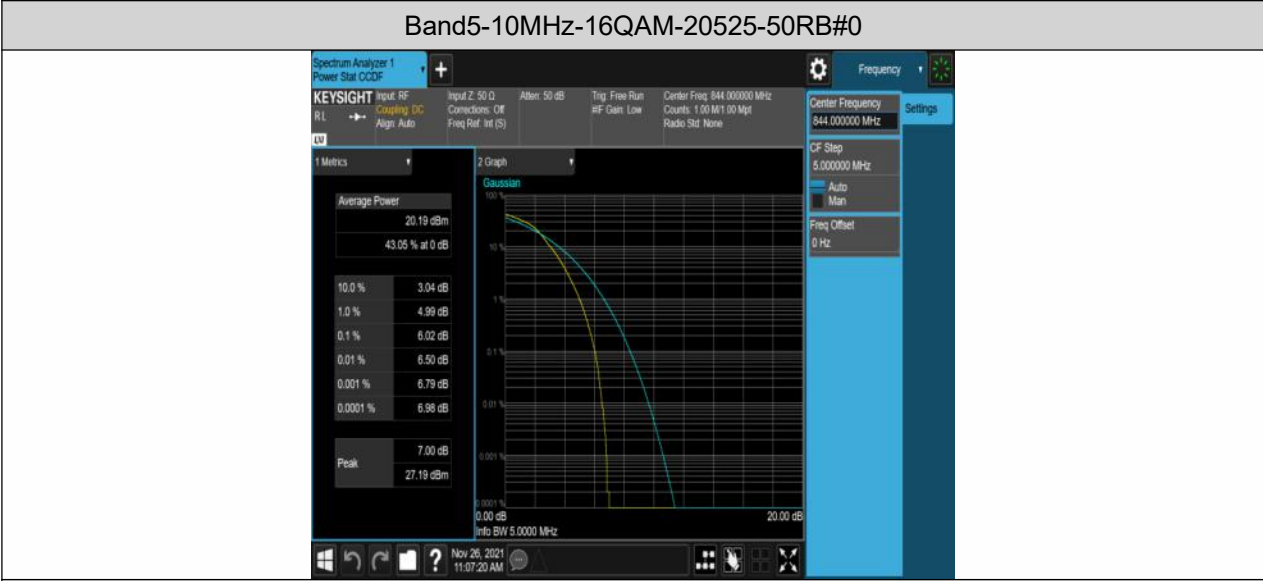 Band5-10MHz-16QAM-20525-50RB#0
Spectrum Analyzer 1
Power Stat CCDF
+
Frequency
KEYSIGHT
RL
LXI
Input: RF
Coupling: DC
Align: Auto
Input Z: 50 Ω
Corrections: Off
Freq Ref: Int (S)
Atten: 50 dB
Trig: Free Run
#IF Gain: Low
Center Freq: 844.000000 MHz
Counts: 1.00 M/1.00 Mpt
Radio Std: None
Center Frequency
844.000000 MHz
Settings
CF Step
5.000000 MHz
Auto
Man
Freq Offset
0 Hz
1 Metrics
Average Power
20.19 dBm
43.05 % at 0 dB
10.0 % 3.04 dB
1.0 % 4.99 dB
0.1 % 6.02 dB
0.01 % 6.50 dB
0.001 % 6.79 dB
0.0001 % 6.98 dB
Peak
7.00 dB
27.19 dBm
2 Graph
Gaussian
100 %
10 %
1 %
0.1 %
0.01 %
0.001 %
0.0001 %
0.00 dB 20.00 dB
Info BW 5.0000 MHz
?
Nov 26, 2021
11:07:20 AM